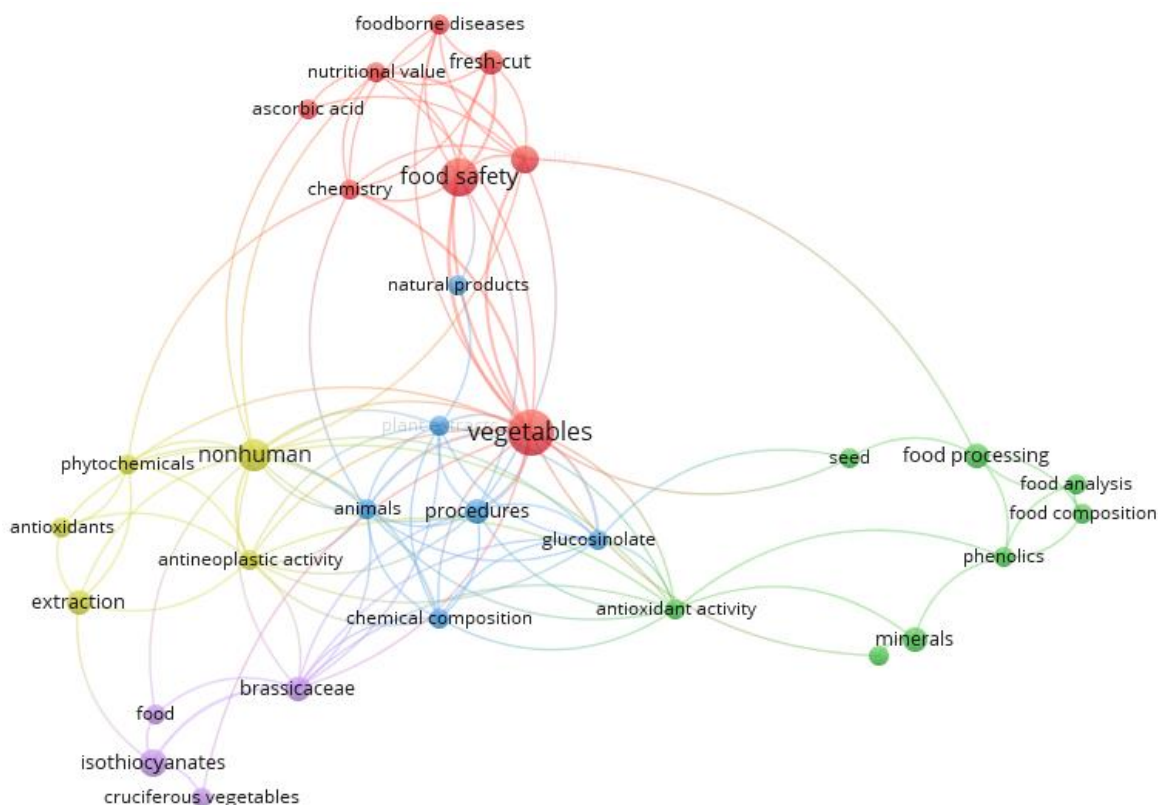 foodborne diseases
fresh-cut
nutritional value
ascorbic acid
food safety
chemistry
natural products
vegetables
nonhuman
phytochemicals
seed
food processing
food analysis
food composition
antioxidants
animals
procedures
glucosinolate
antineoplastic activity
phenolics
extraction
chemical composition
antioxidant activity
minerals
brassicaceae
food
isothiocyanates
cruciferous vegetables